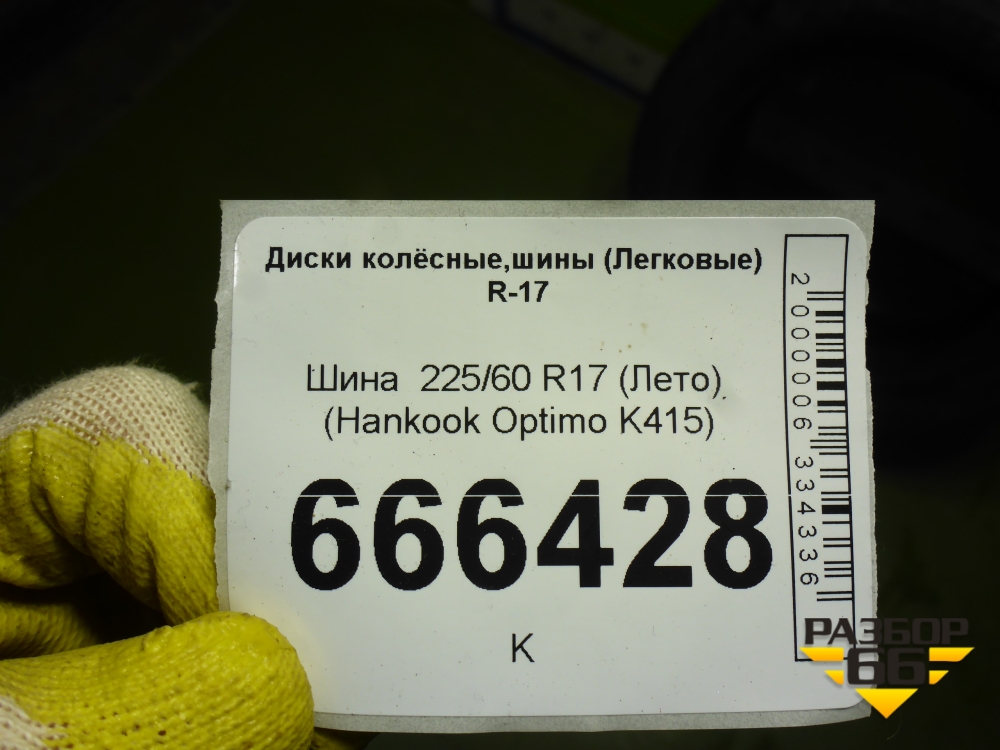 Диски колёсные,шины (Легковые)
R-17
Шина 225/60 R17 (Лето)
(Hankook Optimo K415)
666428
K
2000006334336
РАЗБОР
66